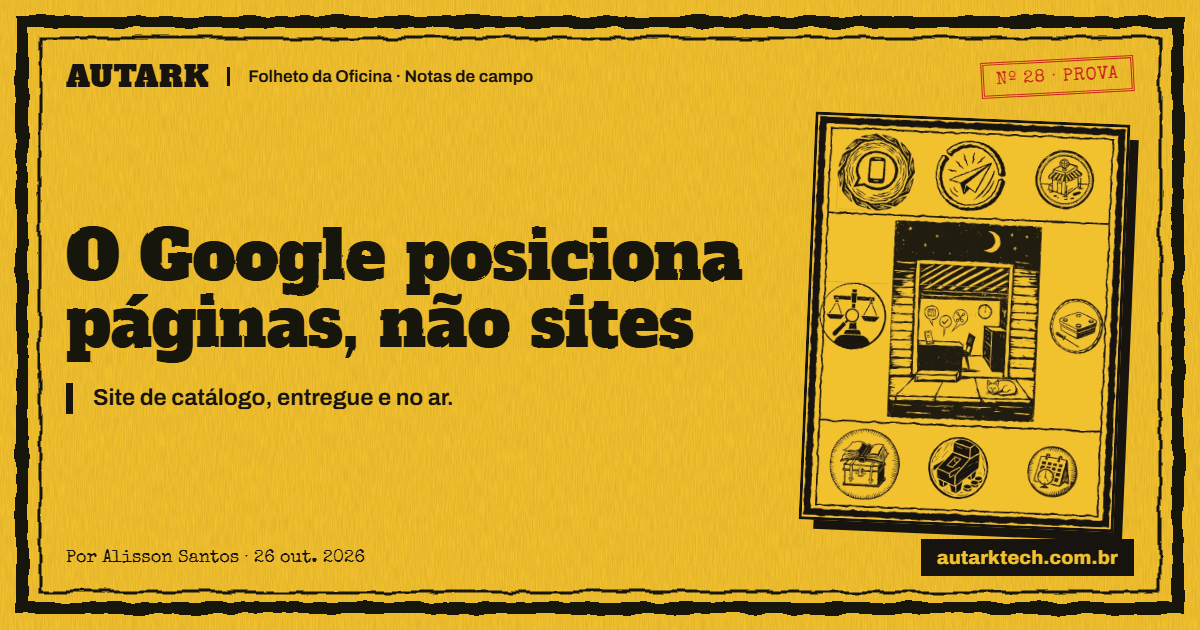 AUTARK
Folheto da Oficina · Notas de campo
Nº 28 · PROVA
O Google posiciona
páginas, não sites
Site de catálogo, entregue e no ar.
Por Alisson Santos · 26 out. 2026
autarktech.com.br